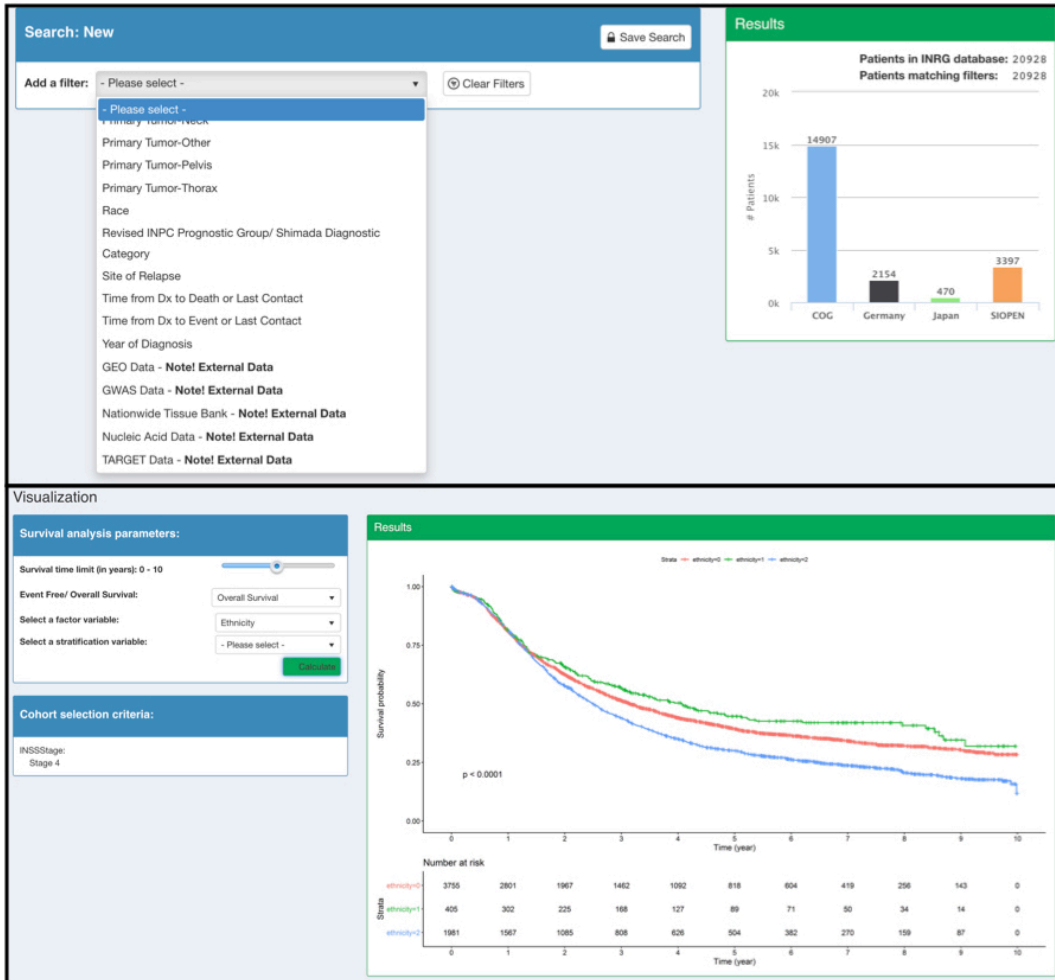 Search: New
Save Search
Add a filter:
- Please select -
Clear Filters
- Please select -
Primary Tumor-Neck
Primary Tumor-Other
Primary Tumor-Pelvis
Primary Tumor-Thorax
Race
Revised INPC Prognostic Group/ Shimada Diagnostic
Category
Site of Relapse
Time from Dx to Death or Last Contact
Time from Dx to Event or Last Contact
Year of Diagnosis
GEO Data - Note! External Data
GWAS Data - Note! External Data
Nationwide Tissue Bank - Note! External Data
Nucleic Acid Data - Note! External Data
TARGET Data - Note! External Data
Results
Patients in INRG database: 20928
Patients matching filters: 20928
# Patients
20k
15k
10k
5k
0k
14907
2154
470
3397
COG Germany Japan SIOPEN
Visualization
Survival analysis parameters:
Survival time limit (in years): 0 - 10
Event Free/ Overall Survival: Overall Survival
Select a factor variable: Ethnicity
Select a stratification variable: - Please select -
Calculate
Cohort selection criteria:
INSSStage:
Stage 4
Results
Strata ethnicity=0 ethnicity=1 ethnicity=2
Survival probability
1.00
0.75
0.50
0.25
0.00
p < 0.0001
0 1 2 3 4 5 6 7 8 9 10
Time (year)
Number at risk
Strata
ethnicity=0 3755 2801 1967 1462 1092 818 604 419 256 143 0
ethnicity=1 405 302 225 168 127 89 71 50 34 14 0
ethnicity=2 1981 1567 1085 808 626 504 382 270 159 87 0
0 1 2 3 4 5 6 7 8 9 10
Time (year)